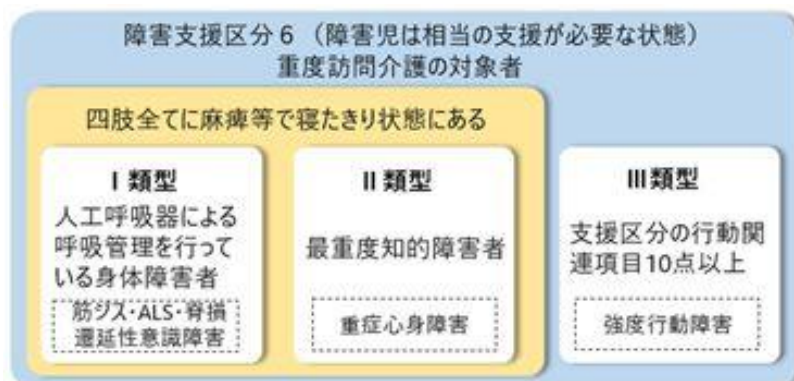 障害支援区分６（障害児は相当の支援が必要な状態）
重度訪問介護の対象者
四肢全てに麻痺等で寝たきり状態にある
Ⅰ類型
人工呼吸器による
呼吸管理を行って
いる身体障害者
筋ジス・ALS・脊損
遷延性意識障害
Ⅱ類型
最重度知的障害者
重症心身障害
Ⅲ類型
支援区分の行動関
連項目10点以上
強度行動障害